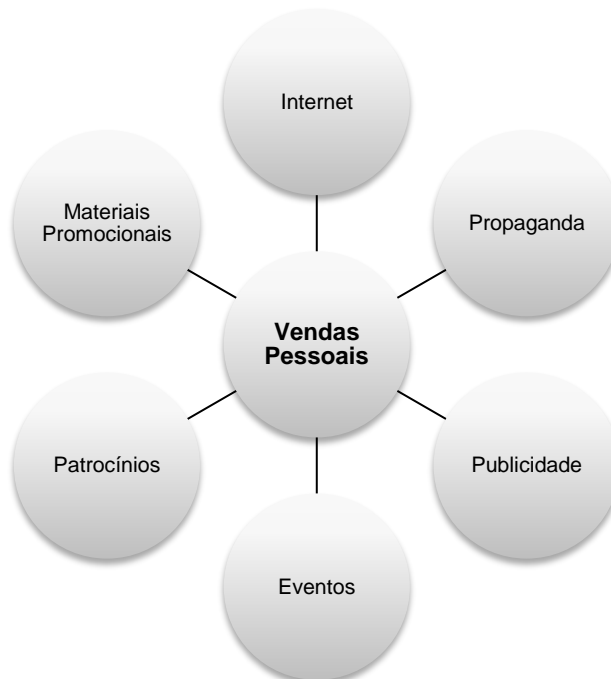 Internet
Materiais
Promocionais
Propaganda
Vendas
Pessoais
Patrocínios
Publicidade
Eventos